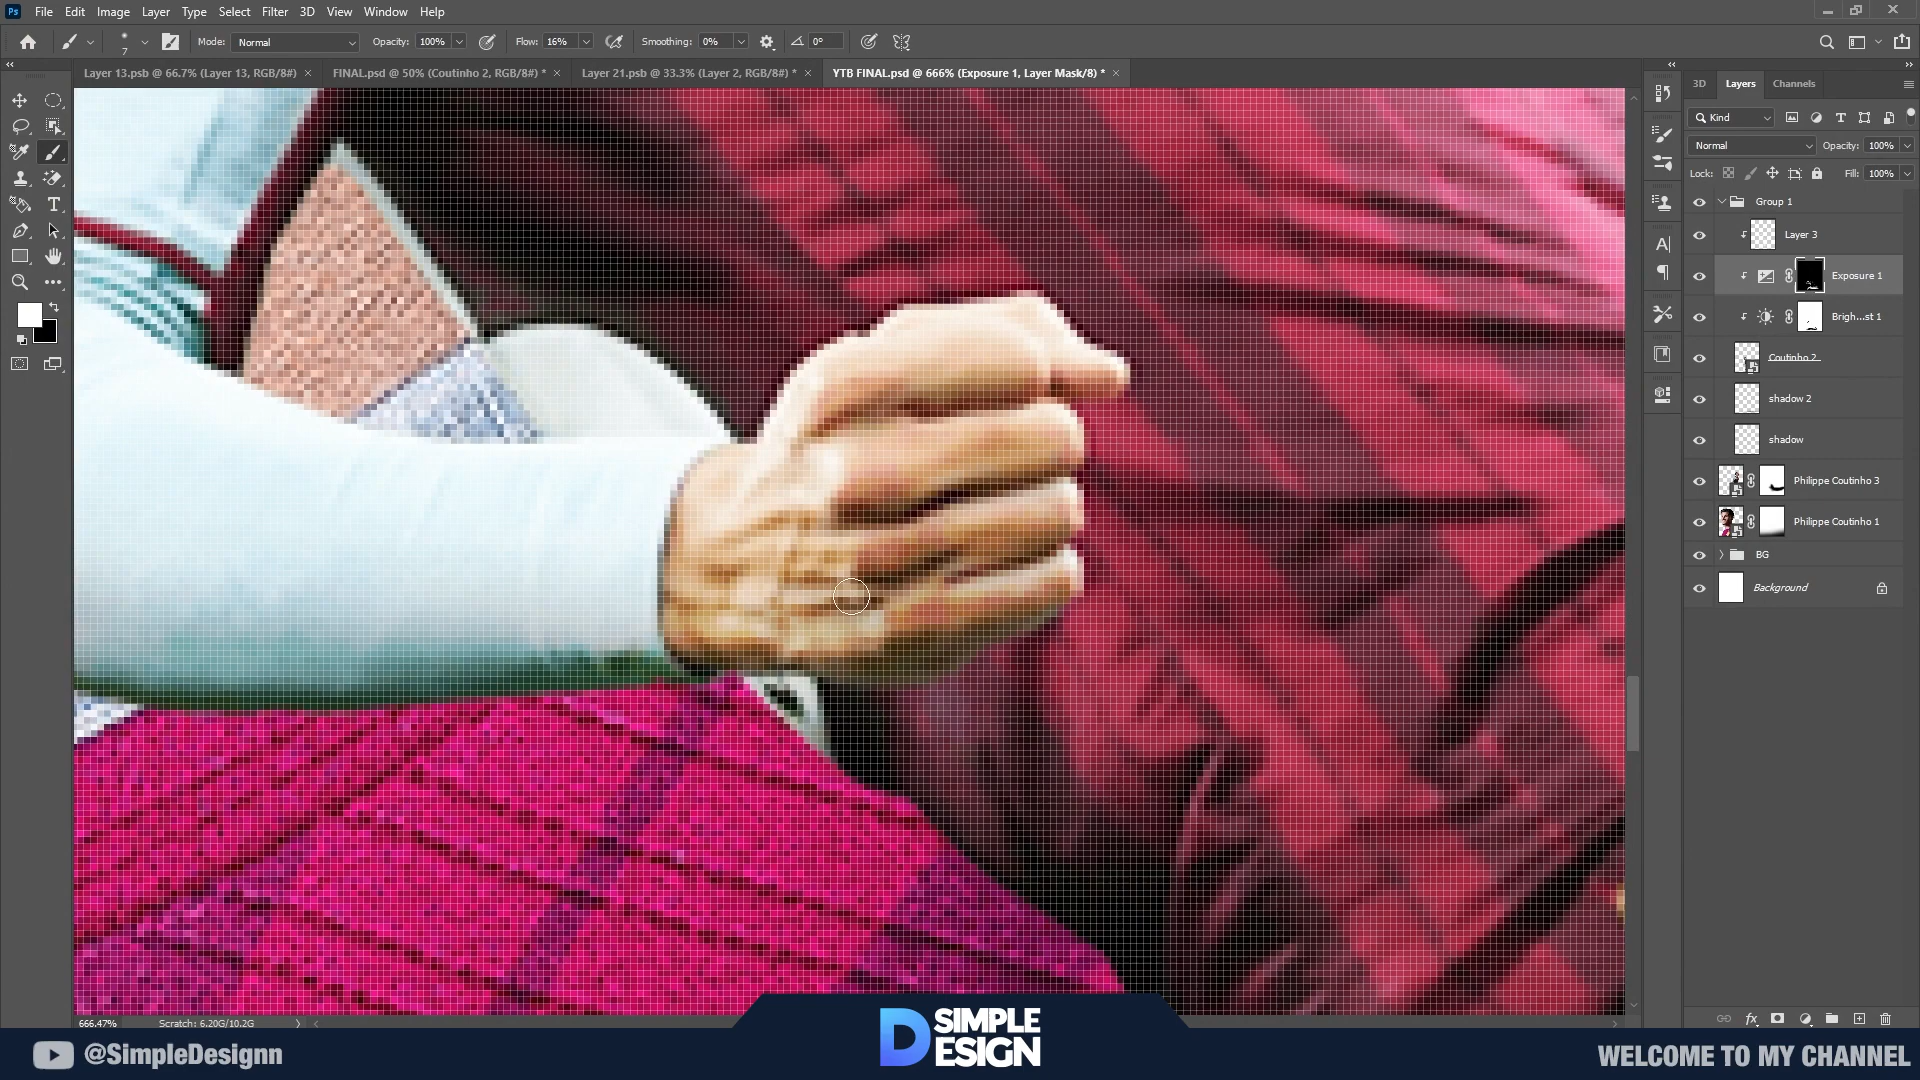 Ps File Edit Image Layer Type Select Filter 3D View Window Help
7 Mode: Normal Opacity: 100% Flow: 16% Smoothing: 0% 0°
Layer 13.psb @ 66.7% (Layer 13, RGB/8#) × FINAL.psd @ 50% (Coutinho 2, RGB/8#) * × Layer 21.psb @ 33.3% (Layer 2, RGB/8#) * × YTB FINAL.psd @ 666% (Exposure 1, Layer Mask/8) * ×
3D Layers Channels
Kind
Normal Opacity: 100%
Lock: Fill: 100%
Group 1
Layer 3
Exposure 1
Brigh...st 1
Coutinho 2
shadow 2
shadow
Philippe Coutinho 3
Philippe Coutinho 1
BG
Background
666.47% Scratch: 6.20G/10.2G
@SimpleDesignn
SIMPLE
DESIGN
WELCOME TO MY CHANNEL